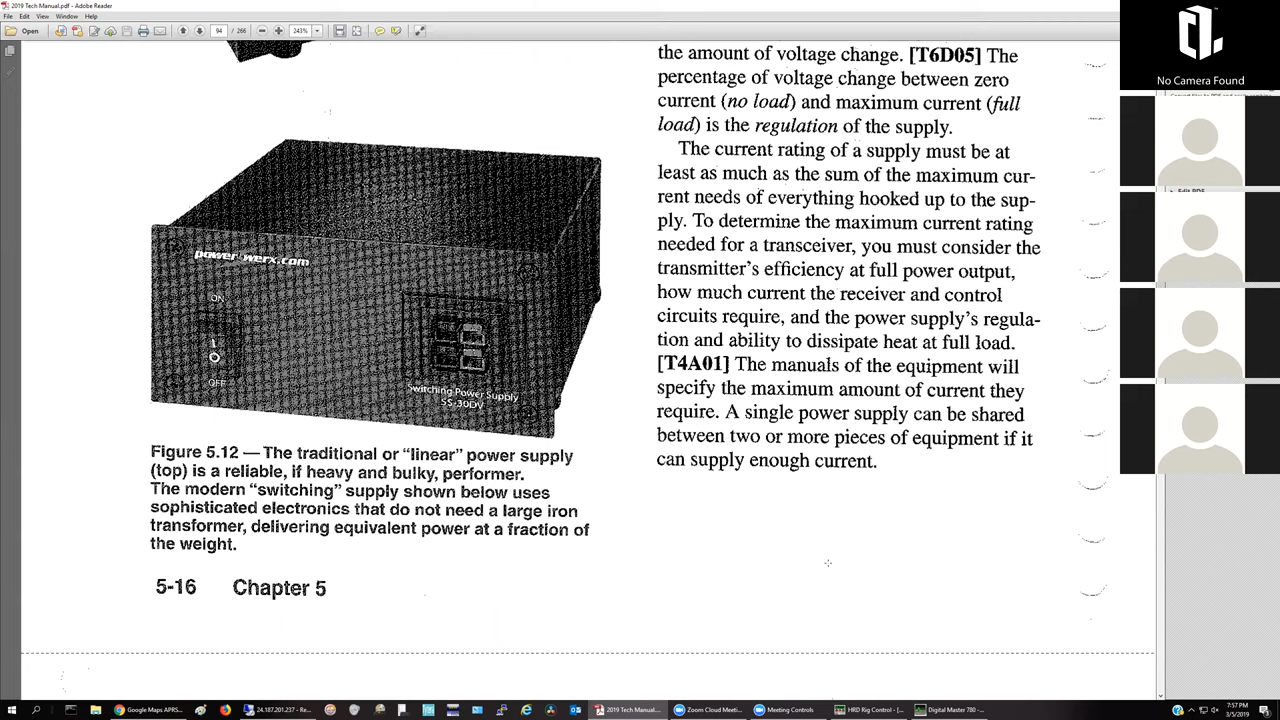 2019 Tech Manual.pdf - Adobe Reader
File Edit View Window Help
Open
94 / 266
243%
the amount of voltage change. [T6D05] The
percentage of voltage change between zero
current (no load) and maximum current (full
load) is the regulation of the supply.
The current rating of a supply must be at
least as much as the sum of the maximum cur-
rent needs of everything hooked up to the sup-
ply. To determine the maximum current rating
needed for a transceiver, you must consider the
transmitter's efficiency at full power output,
how much current the receiver and control
circuits require, and the power supply's regula-
tion and ability to dissipate heat at full load.
[T4A01] The manuals of the equipment will
specify the maximum amount of current they
require. A single power supply can be shared
between two or more pieces of equipment if it
can supply enough current.
powerwerx.com
ON
OFF
Switching Power Supply
SS-30DV
Figure 5.12 — The traditional or "linear" power supply
(top) is a reliable, if heavy and bulky, performer.
The modern "switching" supply shown below uses
sophisticated electronics that do not need a large iron
transformer, delivering equivalent power at a fraction of
the weight.
5-16 Chapter 5
No Camera Found
Google Maps APRS...
24.187.201.237 - Re...
2019 Tech Manual....
Zoom Cloud Meeti...
Meeting Controls
HRD Rig Control - [...
Digital Master 780 - ...
7:57 PM
3/5/2019